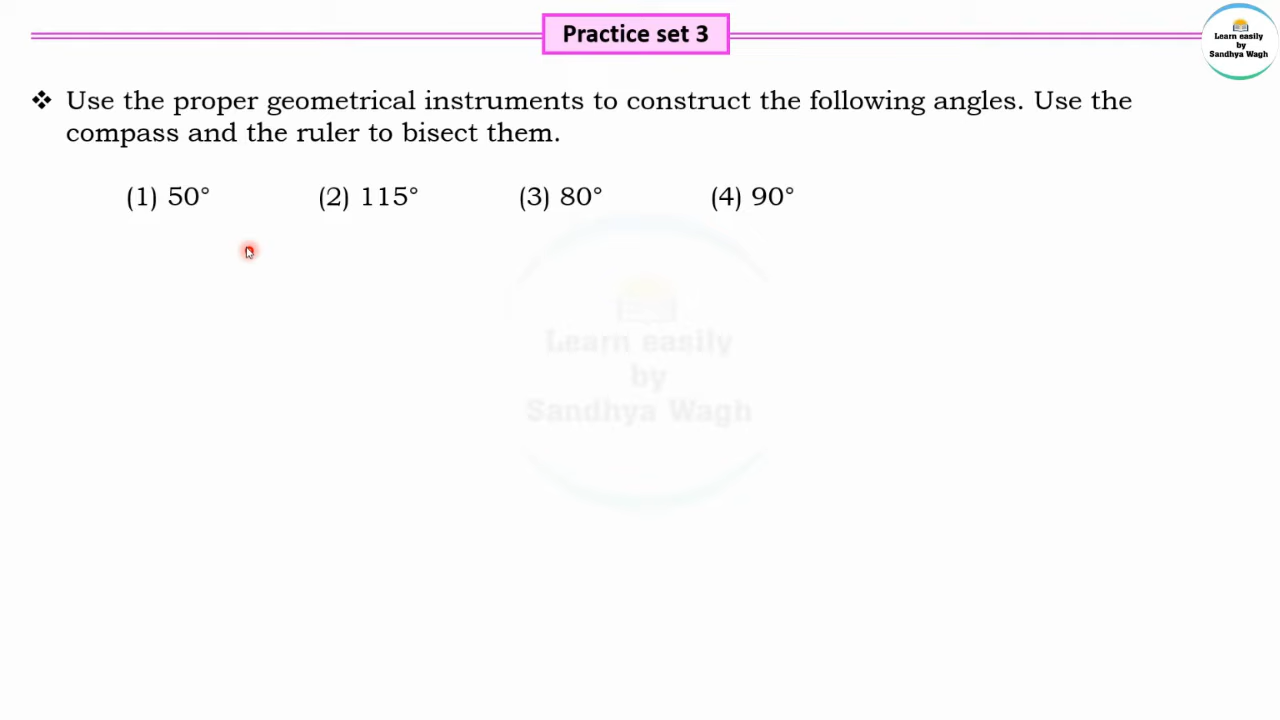 Practice set 3
Learn easily
by
Sandhya Wagh
❖ Use the proper geometrical instruments to construct the following angles. Use the
compass and the ruler to bisect them.
(1) 50° (2) 115° (3) 80° (4) 90°
Learn easily
by
Sandhya Wagh